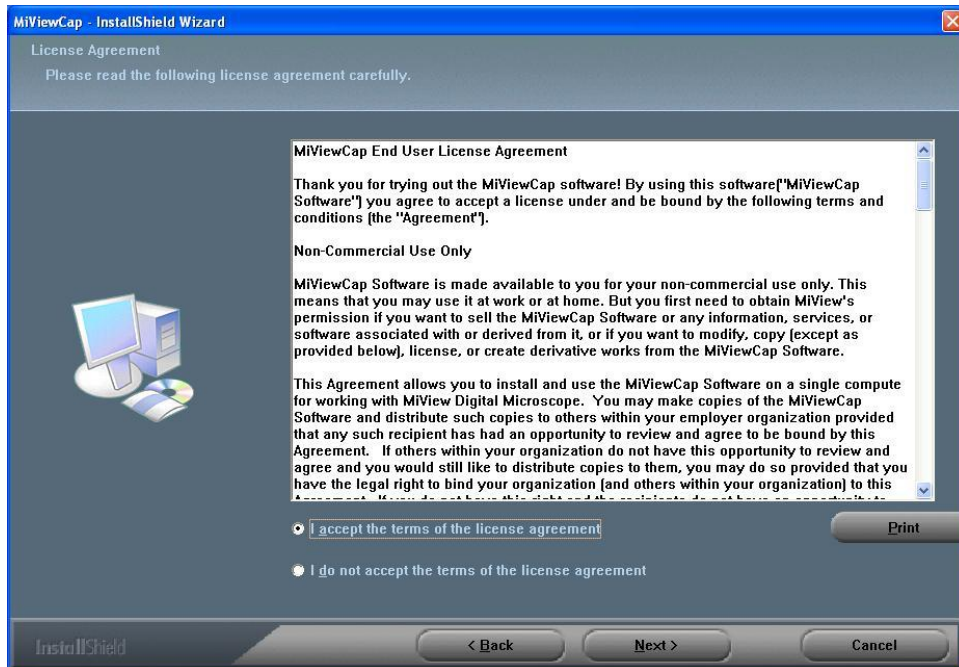 MiViewCap - InstallShield Wizard
License Agreement
Please read the following license agreement carefully.
MiViewCap End User License Agreement
Thank you for trying out the MiViewCap software! By using this software("MiViewCap
Software") you agree to accept a license under and be bound by the following terms and
conditions (the "Agreement").
Non-Commercial Use Only
MiViewCap Software is made available to you for your non-commercial use only. This
means that you may use it at work or at home. But you first need to obtain MiView's
permission if you want to sell the MiViewCap Software or any information, services, or
software associated with or derived from it, or if you want to modify, copy (except as
provided below), license, or create derivative works from the MiViewCap Software.
This Agreement allows you to install and use the MiViewCap Software on a single compute
for working with MiView Digital Microscope. You may make copies of the MiViewCap
Software and distribute such copies to others within your employer organization provided
that any such recipient has had an opportunity to review and agree to be bound by this
Agreement. If others within your organization do not have this opportunity to review and
agree and you would still like to distribute copies to them, you may do so provided that you
have the legal right to bind your organization (and others within your organization) to this
I accept the terms of the license agreement
Print
I do not accept the terms of the license agreement
InstallShield
< Back
Next >
Cancel